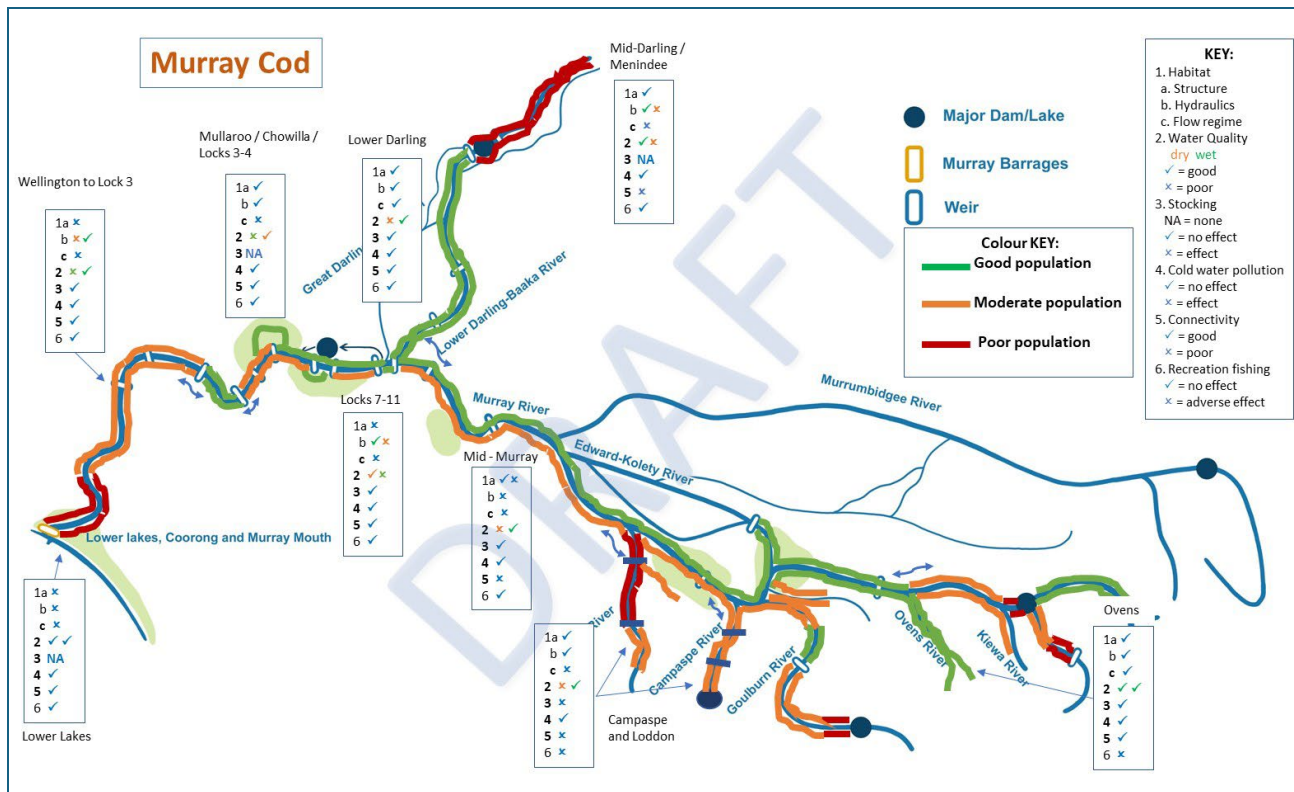 Murray Cod
Mid-Darling /
Menindee
1a ✓
b ✓×
c ×
2 ✓×
3 NA
4 ✓
5 ×
6 ✓
KEY:
1. Habitat
a. Structure
b. Hydraulics
c. Flow regime
2. Water Quality
dry wet
✓ = good
× = poor
3. Stocking
NA = none
✓ = no effect
× = effect
4. Cold water pollution
✓ = no effect
× = effect
5. Connectivity
✓ = good
× = poor
6. Recreation fishing
✓ = no effect
× = adverse effect
Major Dam/Lake
Murray Barrages
Weir
Colour KEY:
Good population
Moderate population
Poor population
Mullaroo / Chowilla /
Locks 3-4
1a ✓
b ✓
c ×
2 × ✓
3 NA
4 ✓
5 ✓
6 ✓
Lower Darling
1a ✓
b ✓
c ✓
2 × ✓
3 ✓
4 ✓
5 ✓
6 ✓
Wellington to Lock 3
1a ×
b × ✓
c ×
2 × ✓
3 ✓
4 ✓
5 ✓
6 ✓
Great Darlin
Lower Darling-Baaka River
DRAFT
Murray River
Murrumbidgee River
Edward-Kolety River
Locks 7-11
1a ×
b ✓×
c ×
2 ✓×
3 ✓
4 ✓
5 ✓
6 ✓
Mid - Murray
1a ✓×
b ×
c ×
2 × ✓
3 ✓
4 ✓
5 ×
6 ✓
Lower lakes, Coorong and Murray Mouth
1a ×
b ×
c ×
2 ✓ ✓
3 NA
4 ✓
5 ✓
6 ✓
Lower Lakes
River
Campaspe River
Goulburn River
Ovens River
Kiewa River
1a ✓
b ✓
c ×
2 × ✓
3 ×
4 ✓
5 ×
6 ×
Campaspe
and Loddon
Ovens
1a ✓
b ✓
c ✓
2 ✓ ✓
3 ✓
4 ✓
5 ✓
6 ×